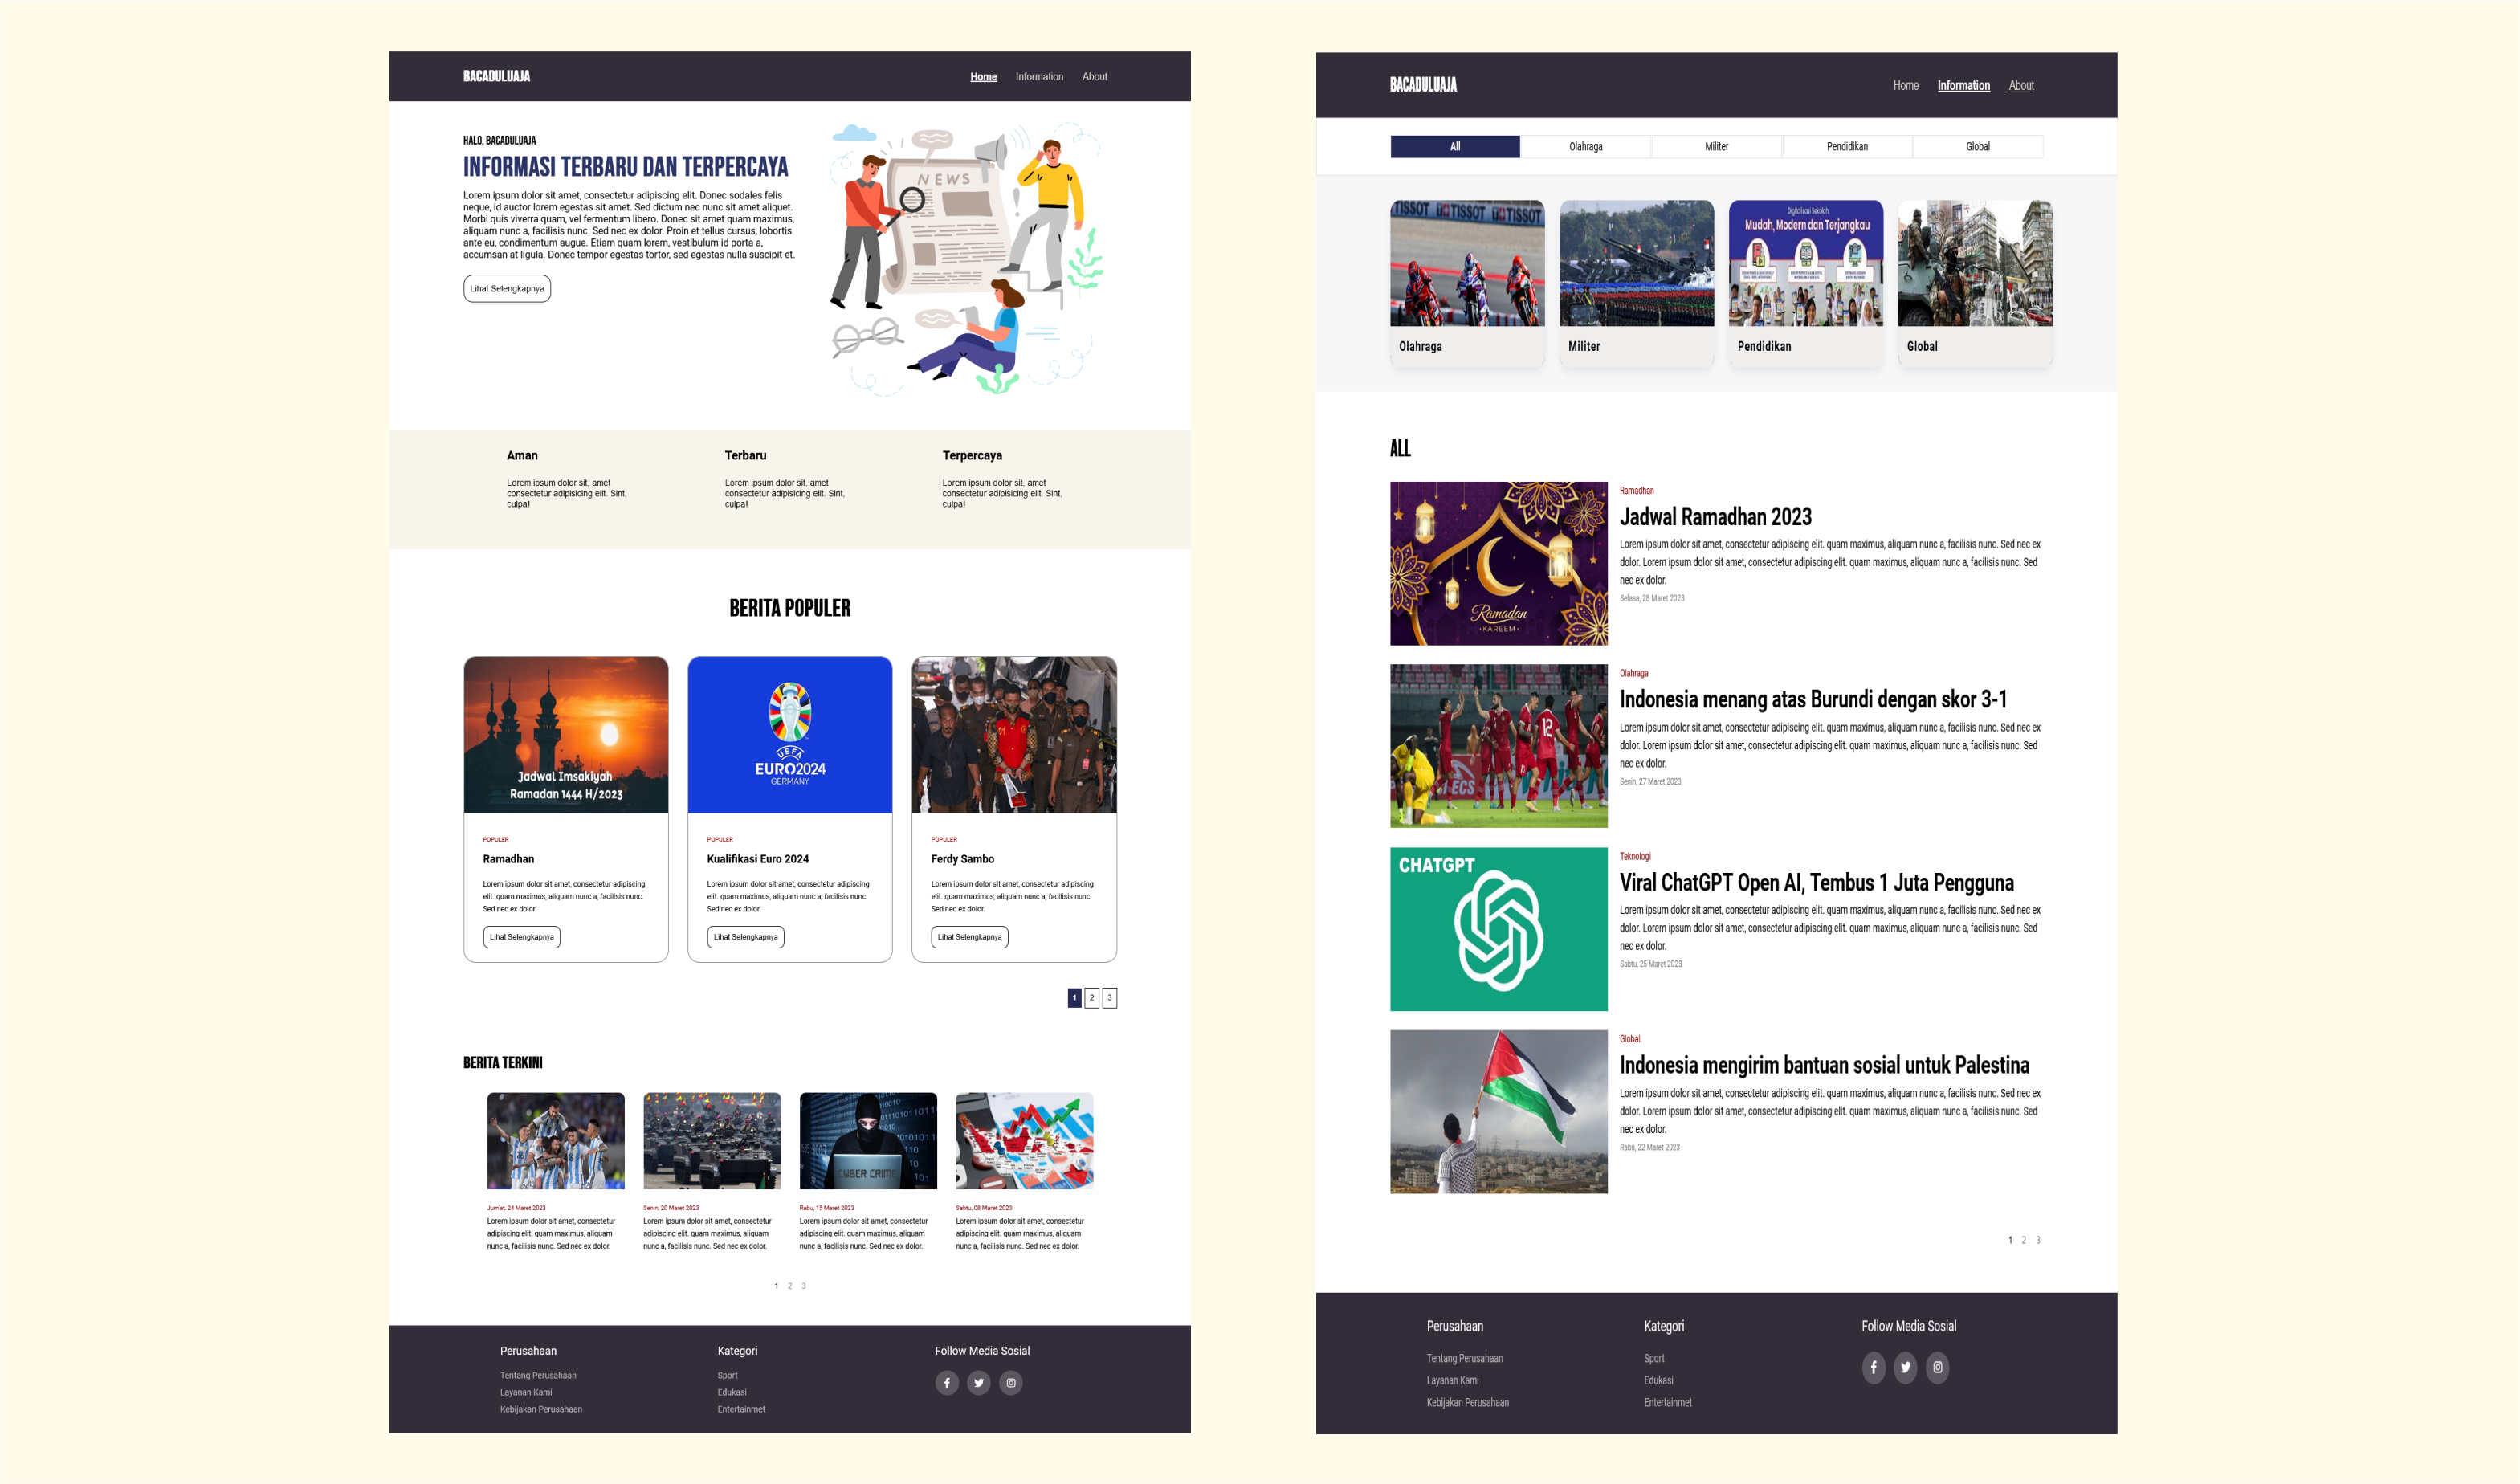 BACADULUAJA
Home Information About
HALO, BACADULUAJA
INFORMASI TERBARU DAN TERPERCAYA
Lorem ipsum dolor sit amet, consectetur adipiscing elit. Donec sodales felis
neque, id auctor lorem egestas sit amet. Sed dictum nec nunc sit amet aliquet.
Morbi quis viverra quam, vel fermentum libero. Donec sit amet quam maximus,
aliquam nunc a, facilisis nunc. Sed nec ex dolor. Proin et tellus cursus, lobortis
ante eu, condimentum augue. Etiam quam lorem, vestibulum id porta a,
accumsan at ligula. Donec tempor egestas tortor, sed egestas nulla suscipit et.
Lihat Selengkapnya
NEWS
Aman
Lorem ipsum dolor sit, amet
consectetur adipisicing elit. Sint,
culpa!
Terbaru
Lorem ipsum dolor sit, amet
consectetur adipisicing elit. Sint,
culpa!
Terpercaya
Lorem ipsum dolor sit, amet
consectetur adipisicing elit. Sint,
culpa!
BERITA POPULER
Jadwal Imsakiyah
Ramadan 1444 H/2023
POPULER
Ramadhan
Lorem ipsum dolor sit amet, consectetur adipiscing
elit. quam maximus, aliquam nunc a, facilisis nunc.
Sed nec ex dolor.
Lihat Selengkapnya
UEFA
EURO2024
GERMANY
POPULER
Kualifikasi Euro 2024
Lorem ipsum dolor sit amet, consectetur adipiscing
elit. quam maximus, aliquam nunc a, facilisis nunc.
Sed nec ex dolor.
Lihat Selengkapnya
POPULER
Ferdy Sambo
Lorem ipsum dolor sit amet, consectetur adipiscing
elit. quam maximus, aliquam nunc a, facilisis nunc.
Sed nec ex dolor.
Lihat Selengkapnya
1 2 3
BERITA TERKINI
Jum'at, 24 Maret 2023
Lorem ipsum dolor sit amet, consectetur
adipiscing elit. quam maximus, aliquam
nunc a, facilisis nunc. Sed nec ex dolor.
Senin, 20 Maret 2023
Lorem ipsum dolor sit amet, consectetur
adipiscing elit. quam maximus, aliquam
nunc a, facilisis nunc. Sed nec ex dolor.
CYBER CRIME
Rabu, 15 Maret 2023
Lorem ipsum dolor sit amet, consectetur
adipiscing elit. quam maximus, aliquam
nunc a, facilisis nunc. Sed nec ex dolor.
Sabtu, 08 Maret 2023
Lorem ipsum dolor sit amet, consectetur
adipiscing elit. quam maximus, aliquam
nunc a, facilisis nunc. Sed nec ex dolor.
1 2 3
Perusahaan
Tentang Perusahaan
Layanan Kami
Kebijakan Perusahaan
Kategori
Sport
Edukasi
Entertainmet
Follow Media Sosial
BACADULUAJA
Home Information About
All Olahraga Militer Pendidikan Global
TISSOT TISSOT TISSOT
Olahraga
Militer
Digitalisasi Sekolah
Mudah, Modern dan Terjangkau
Pendidikan
Global
ALL
Ramadan
KAREEM
Ramadhan
Jadwal Ramadhan 2023
Lorem ipsum dolor sit amet, consectetur adipiscing elit. quam maximus, aliquam nunc a, facilisis nunc. Sed nec ex
dolor. Lorem ipsum dolor sit amet, consectetur adipiscing elit. quam maximus, aliquam nunc a, facilisis nunc. Sed
nec ex dolor.
Selasa, 28 Maret 2023
12
Olahraga
Indonesia menang atas Burundi dengan skor 3-1
Lorem ipsum dolor sit amet, consectetur adipiscing elit. quam maximus, aliquam nunc a, facilisis nunc. Sed nec ex
dolor. Lorem ipsum dolor sit amet, consectetur adipiscing elit. quam maximus, aliquam nunc a, facilisis nunc. Sed
nec ex dolor.
Senin, 27 Maret 2023
CHATGPT
Teknologi
Viral ChatGPT Open AI, Tembus 1 Juta Pengguna
Lorem ipsum dolor sit amet, consectetur adipiscing elit. quam maximus, aliquam nunc a, facilisis nunc. Sed nec ex
dolor. Lorem ipsum dolor sit amet, consectetur adipiscing elit. quam maximus, aliquam nunc a, facilisis nunc. Sed
nec ex dolor.
Sabtu, 25 Maret 2023
Global
Indonesia mengirim bantuan sosial untuk Palestina
Lorem ipsum dolor sit amet, consectetur adipiscing elit. quam maximus, aliquam nunc a, facilisis nunc. Sed nec ex
dolor. Lorem ipsum dolor sit amet, consectetur adipiscing elit. quam maximus, aliquam nunc a, facilisis nunc. Sed
nec ex dolor.
Rabu, 22 Maret 2023
1 2 3
Perusahaan
Tentang Perusahaan
Layanan Kami
Kebijakan Perusahaan
Kategori
Sport
Edukasi
Entertainmet
Follow Media Sosial